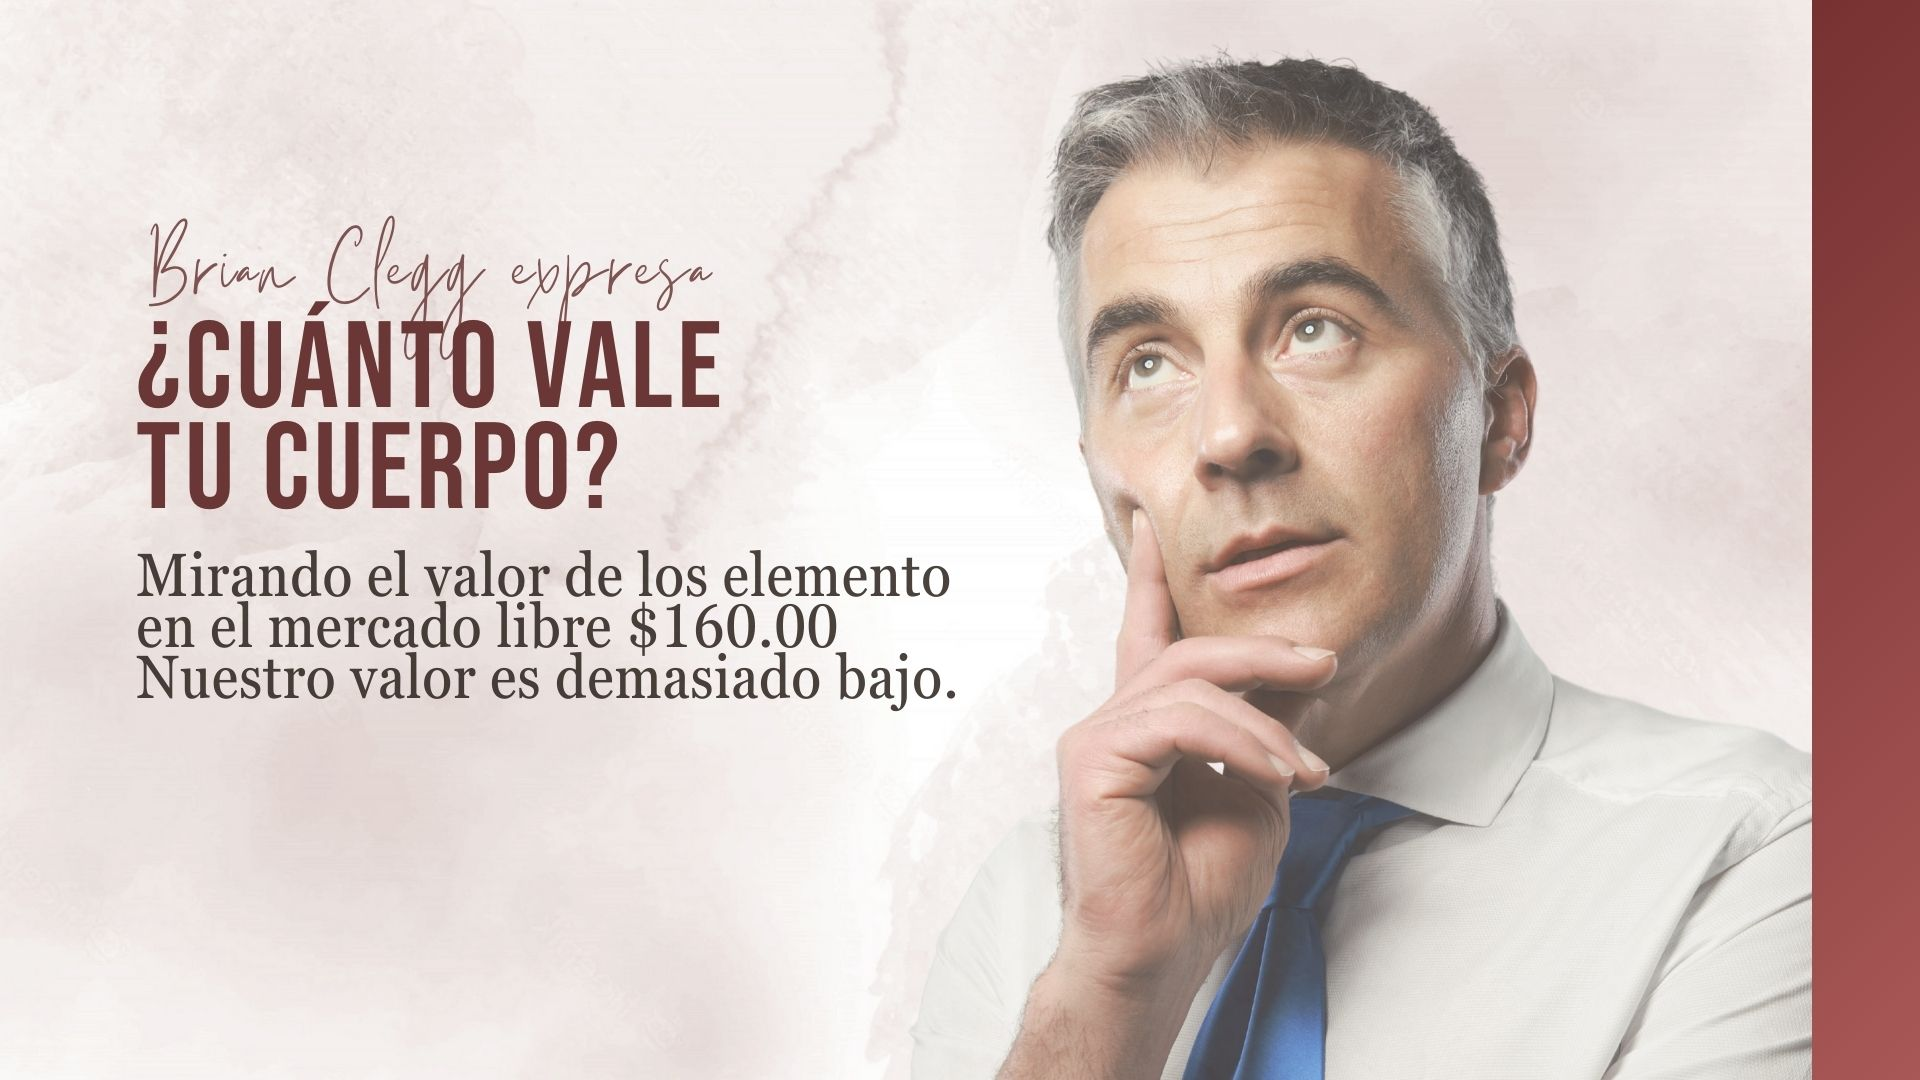 Brian Clegg expresa
¿CUÁNTO VALE
TU CUERPO?
Mirando el valor de los elemento
en el mercado libre $160.00
Nuestro valor es demasiado bajo.